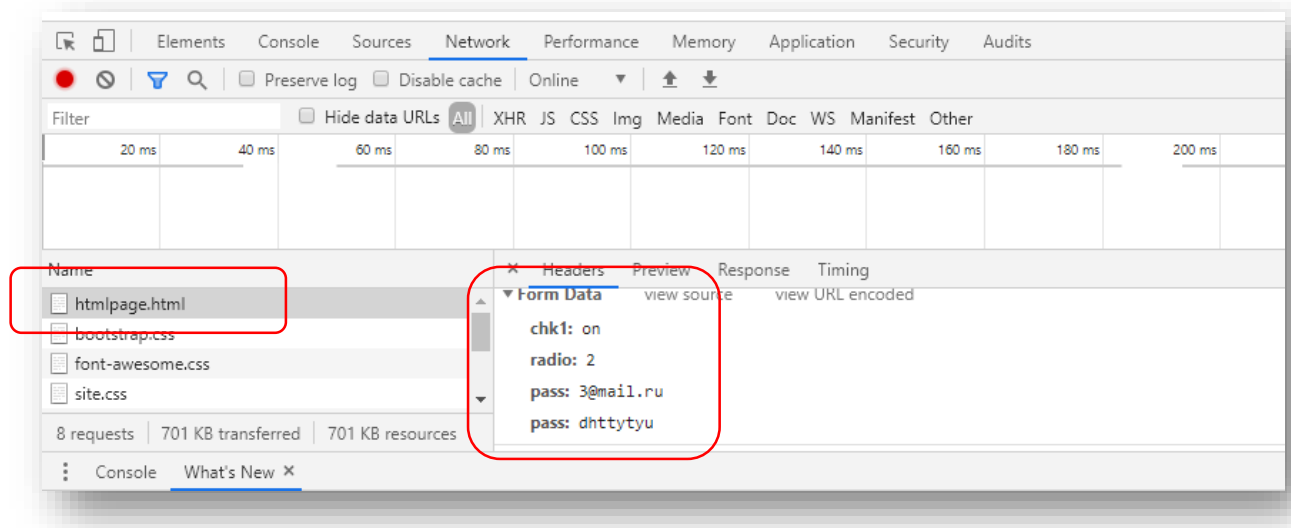 Elements Console Sources Network Performance Memory Application Security Audits
Preserve log Disable cache Online
Filter Hide data URLs All XHR JS CSS Img Media Font Doc WS Manifest Other
20 ms 40 ms 60 ms 80 ms 100 ms 120 ms 140 ms 160 ms 180 ms 200 ms
Name
× Headers Preview Response Timing
htmlpage.html
bootstrap.css
font-awesome.css
site.css
Form Data view source view URL encoded
chk1: on
radio: 2
pass: 3@mail.ru
pass: dhttytyu
8 requests 701 KB transferred 701 KB resources
Console What's New ×